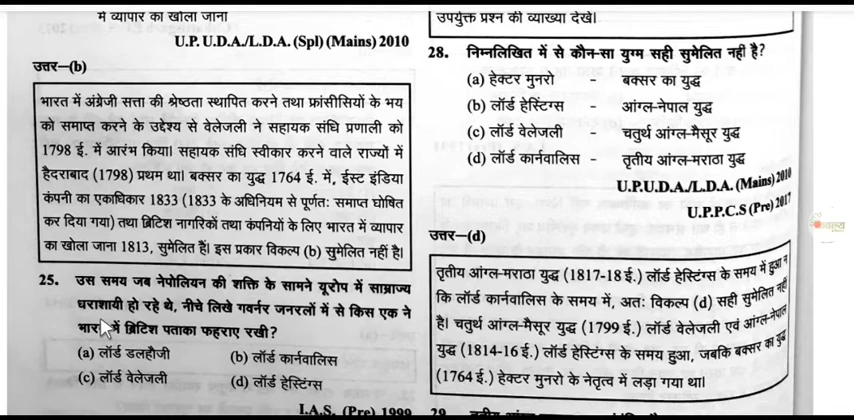 में व्यापार का खोला जाना
U.P. U.D.A./L.D.A. (Spl) (Mains) 2010
उत्तर—(b)
भारत में अंग्रेजी सत्ता की श्रेष्ठता स्थापित करने तथा फ्रांसीसियों के भय
को समाप्त करने के उद्देश्य से वेलेजली ने सहायक संधि प्रणाली को
1798 ई. में आरंभ किया। सहायक संधि स्वीकार करने वाले राज्यों में
हैदराबाद (1798) प्रथम था। बक्सर का युद्ध 1764 ई. में, ईस्ट इंडिया
कंपनी का एकाधिकार 1833 (1833 के अधिनियम से पूर्णतः समाप्त घोषित
कर दिया गया) तथा ब्रिटिश नागरिकों तथा कंपनियों के लिए भारत में व्यापार
का खोला जाना 1813, सुमेलित हैं। इस प्रकार विकल्प (b) सुमेलित नहीं है।
25. उस समय जब नेपोलियन की शक्ति के सामने यूरोप में साम्राज्य
धराशायी हो रहे थे, नीचे लिखे गवर्नर जनरलों में से किस एक ने
में ब्रिटिश पताका फहराए रखी?
(a) लॉर्ड डलहौजी (b) लॉर्ड कार्नवालिस
(c) लॉर्ड वेलेजली (d) लॉर्ड हेस्टिंग्स
I.A.S. (Pre) 1999
उपर्युक्त प्रश्न की व्याख्या देखें।
28. निम्नलिखित में से कौन-सा युग्म सही सुमेलित नहीं है?
(a) हेक्टर मुनरो - बक्सर का युद्ध
(b) लॉर्ड हेस्टिंग्स - आंग्ल-नेपाल युद्ध
(c) लॉर्ड वेलेजली - चतुर्थ आंग्ल-मैसूर युद्ध
(d) लॉर्ड कार्नवालिस - तृतीय आंग्ल-मराठा युद्ध
U.P.U.D.A./L.D.A. (Mains) 2010
U.P.P.C.S (Pre) 2017
उत्तर—(d)
तृतीय आंग्ल-मराठा युद्ध (1817-18 ई.) लॉर्ड हेस्टिंग्स के समय में हुआ न
कि लॉर्ड कार्नवालिस के समय में, अतः विकल्प (d) सही सुमेलित नहीं
है। चतुर्थ आंग्ल-मैसूर युद्ध (1799 ई.) लॉर्ड वेलेजली एवं आंग्ल-नेपाल
युद्ध (1814-16 ई.) लॉर्ड हेस्टिंग्स के समय हुआ, जबकि बक्सर का युद्ध
(1764 ई.) हेक्टर मुनरो के नेतृत्व में लड़ा गया था।
29.